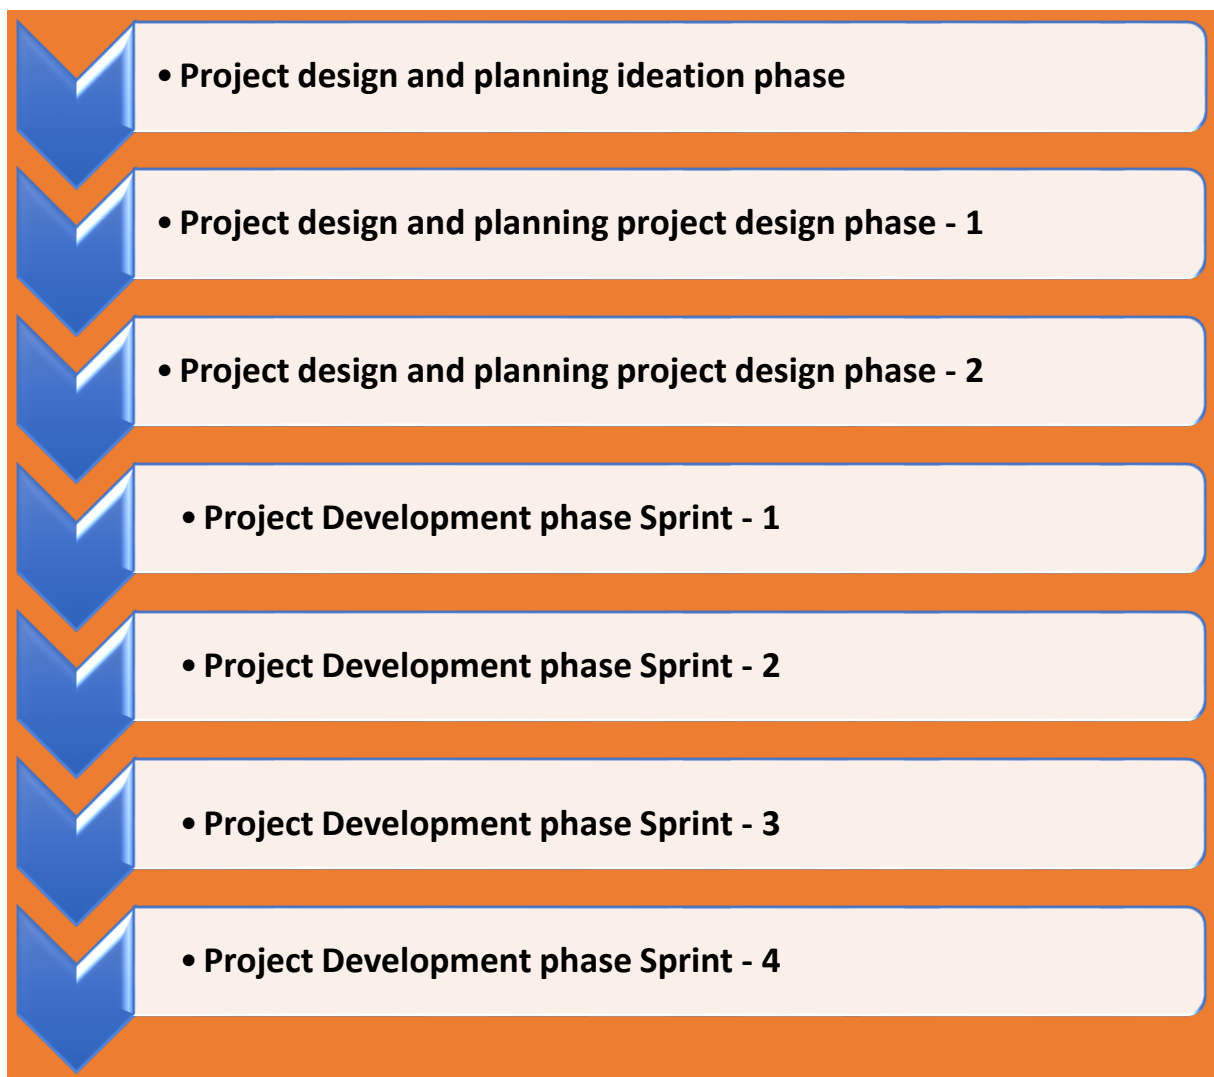 • Project design and planning ideation phase
• Project design and planning project design phase - 1
• Project design and planning project design phase - 2
• Project Development phase Sprint - 1
• Project Development phase Sprint - 2
• Project Development phase Sprint - 3
• Project Development phase Sprint - 4